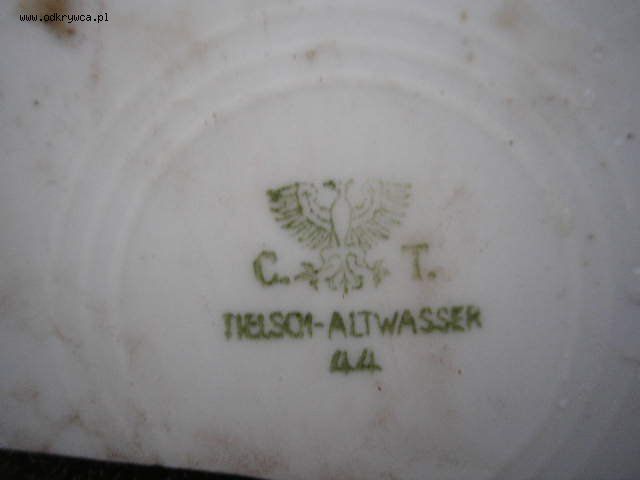 www.odkrywca.pl
C. T.
TIELSCH-ALTWASSER
44